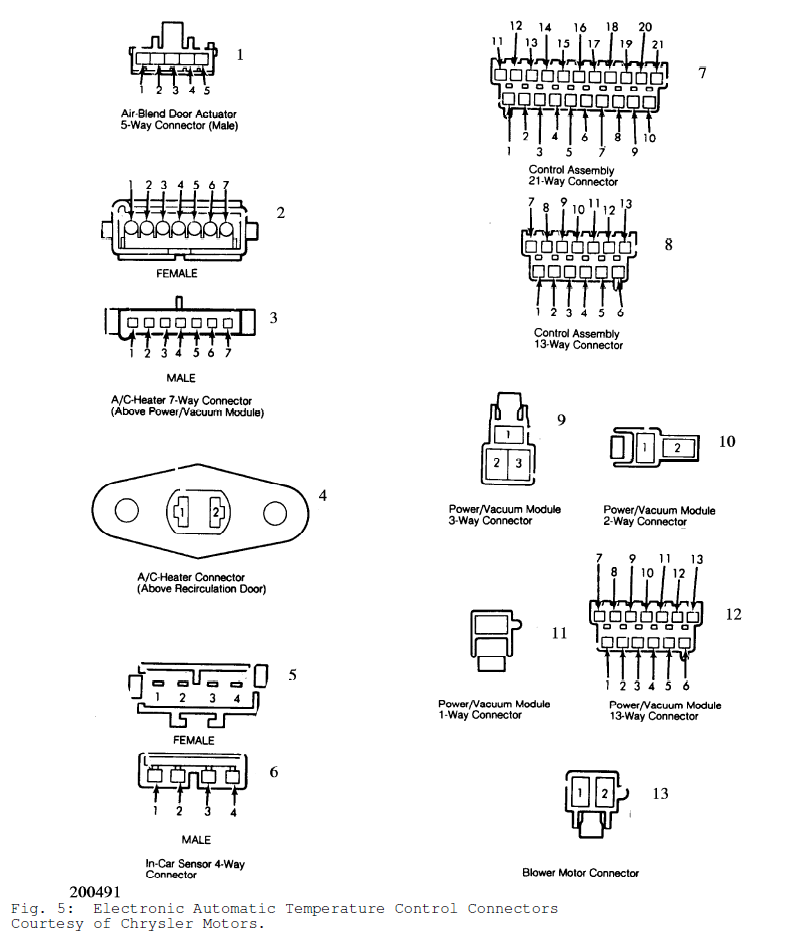 1
1 2 3 4 5
Air-Blend Door Actuator
5-Way Connector (Male)
1 2 3 4 5 6 7
2
FEMALE
3
1 2 3 4 5 6 7
MALE
A/C-Heater 7-Way Connector
(Above Power/Vacuum Module)
4
1 2
A/C-Heater Connector
(Above Recirculation Door)
5
1 2 3 4
FEMALE
6
1 2 3 4
MALE
In-Car Sensor 4-Way
Connector
11 12 13 14 15 16 17 18 19 20 21
7
1 2 3 4 5 6 7 8 9 10
Control Assembly
21-Way Connector
7 8 9 10 11 12 13
8
1 2 3 4 5 6
Control Assembly
13-Way Connector
9
1
2 3
Power/Vacuum Module
3-Way Connector
10
1 2
Power/Vacuum Module
2-Way Connector
11
Power/Vacuum Module
1-Way Connector
7 8 9 10 11 12 13
12
1 2 3 4 5 6
Power/Vacuum Module
13-Way Connector
13
1 2
Blower Motor Connector
200491
Fig. 5: Electronic Automatic Temperature Control Connectors
Courtesy of Chrysler Motors.